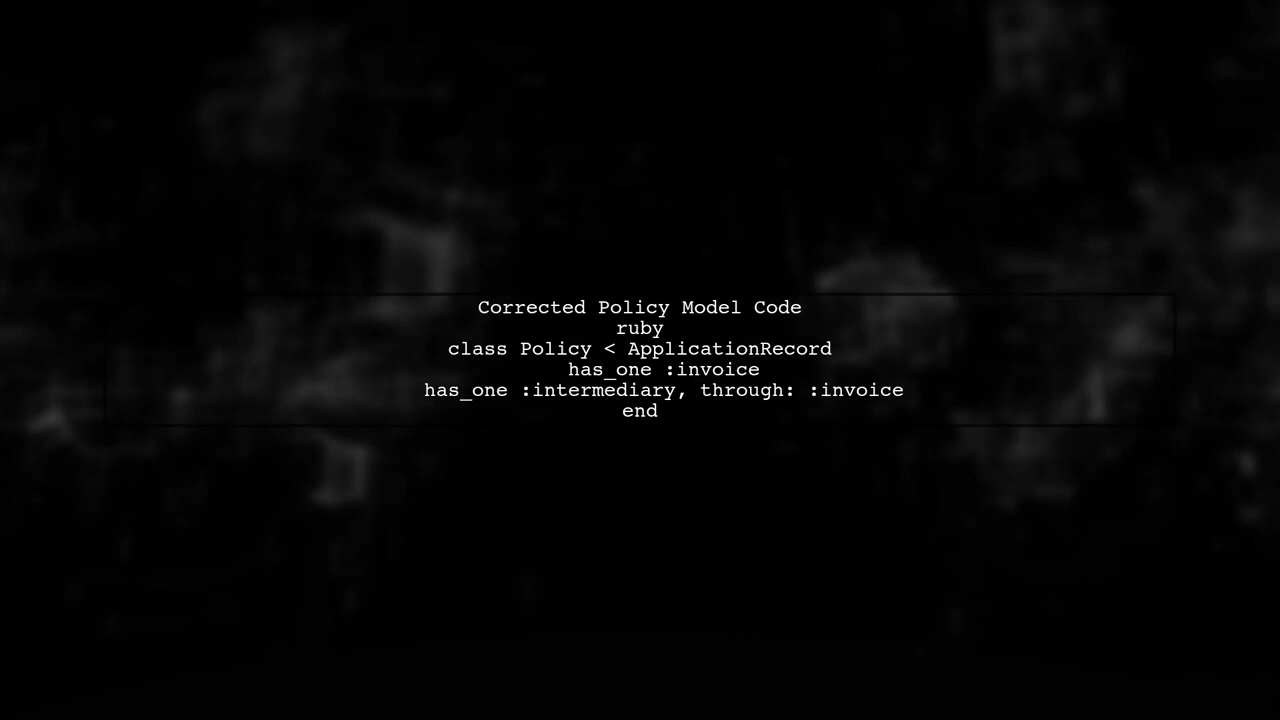 Corrected Policy Model Code
ruby
class Policy < ApplicationRecord
has_one :invoice
has_one :intermediary, through: :invoice
end